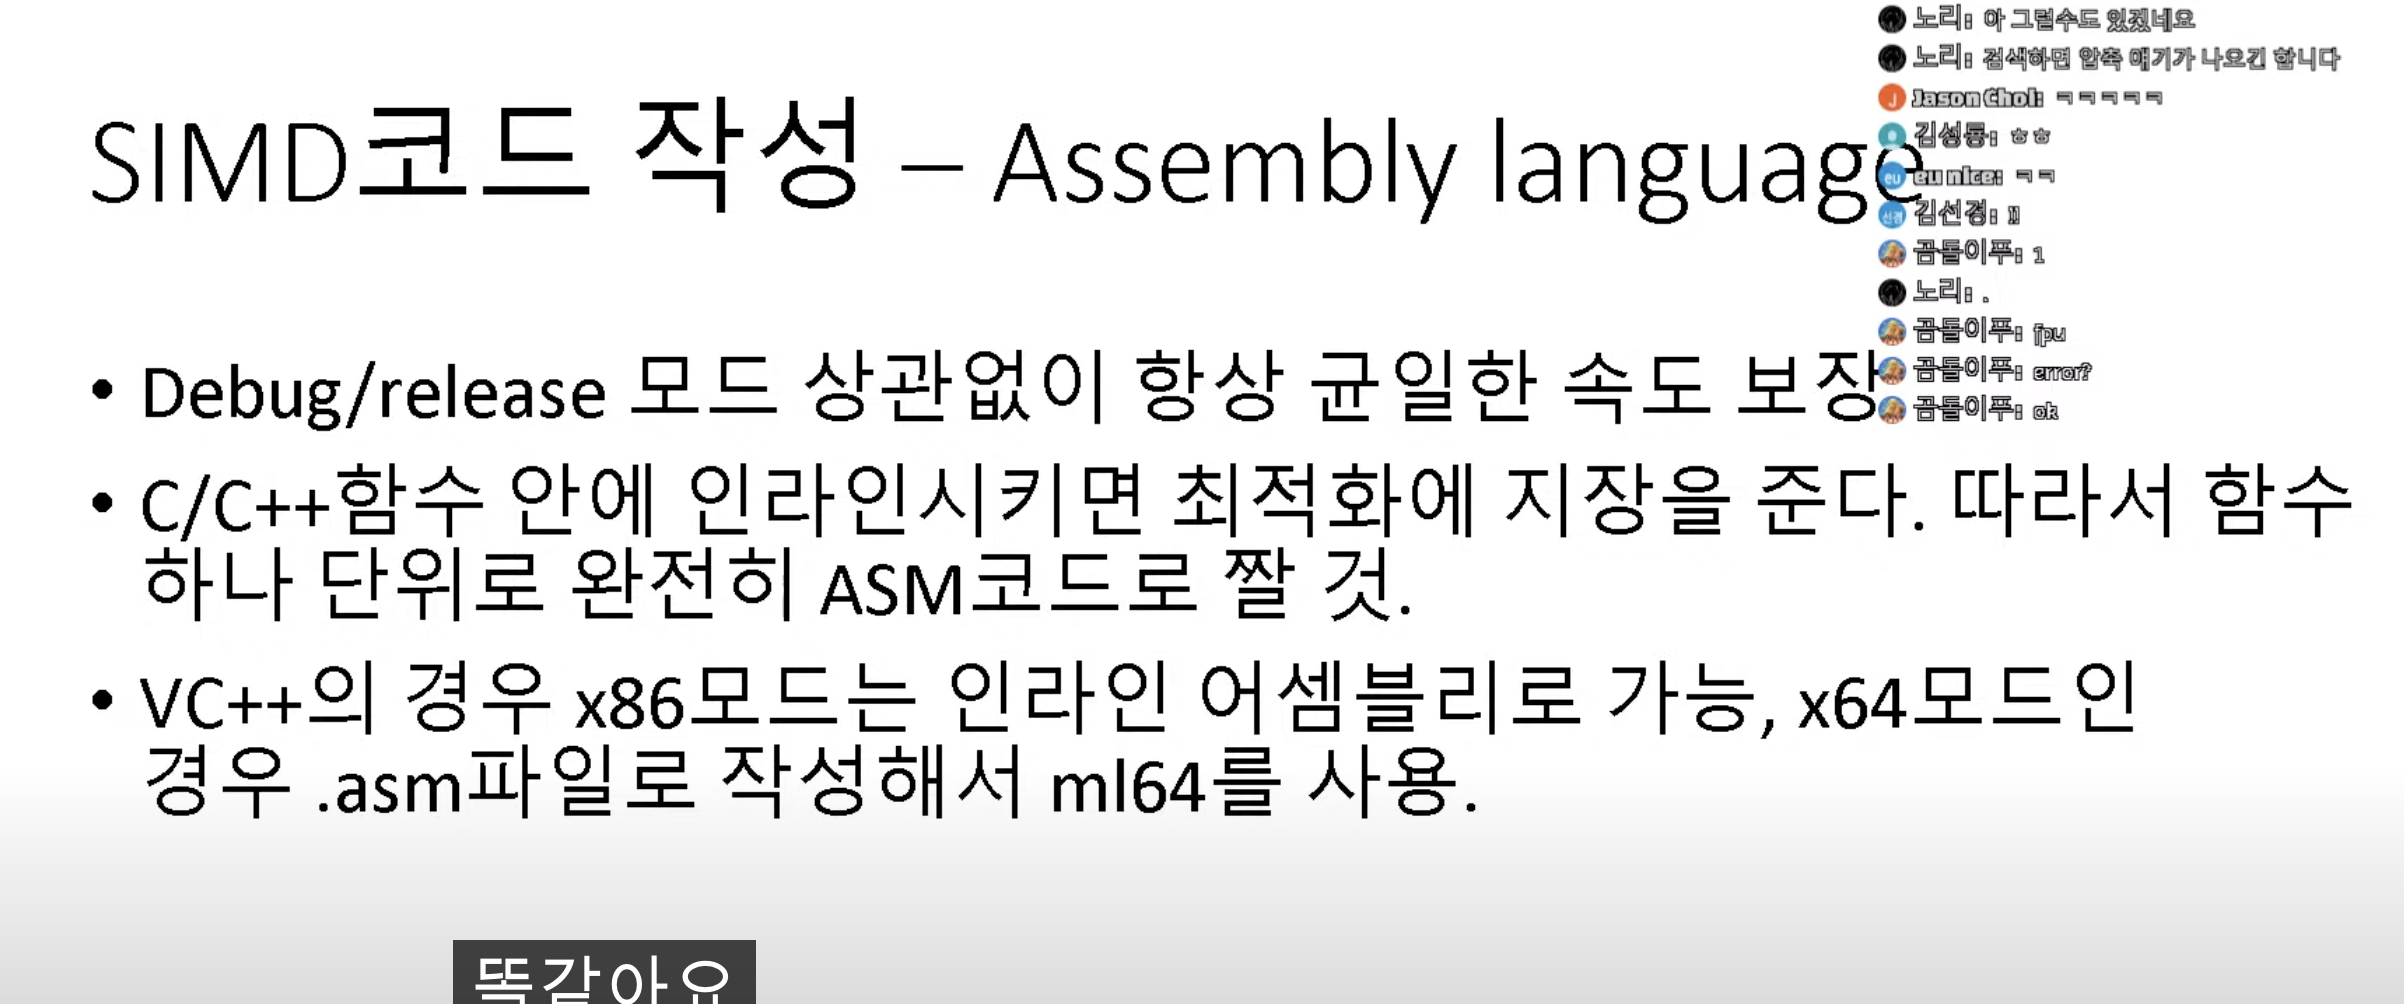 SIMD코드 작성 – Assembly language
• Debug/release 모드 상관없이 항상 균일한 속도 보장
• C/C++함수 안에 인라인시키면 최적화에 지장을 준다. 따라서 함수
하나 단위로 완전히 ASM코드로 짤 것.
• VC++의 경우 x86모드는 인라인 어셈블리로 가능, x64모드인
경우 .asm파일로 작성해서 ml64를 사용.
노리: 아 그럴수도 있겠네요
노리: 검색하면 압축 얘기가 나오긴 합니다
J Jason Choi: ㅋㅋㅋㅋㅋ
김성룡: ㅎㅎ
eu eu nice: ㅋㅋ
선경 김선경: 11
곰돌이푸: 1
노리: .
곰돌이푸: fpu
곰돌이푸: error?
곰돌이푸: ok
똑같아요